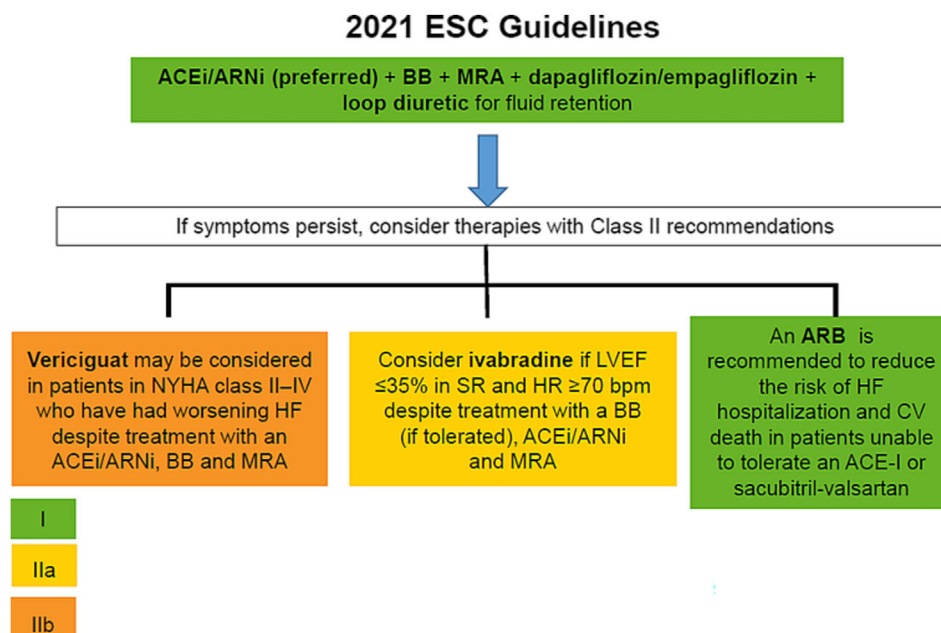 2021 ESC Guidelines
ACEi/ARNi (preferred) + BB + MRA + dapagliflozin/empagliflozin +
loop diuretic for fluid retention
If symptoms persist, consider therapies with Class II recommendations
Vericiguat may be considered
in patients in NYHA class II–IV
who have had worsening HF
despite treatment with an
ACEi/ARNi, BB and MRA
Consider ivabradine if LVEF
≤35% in SR and HR ≥70 bpm
despite treatment with a BB
(if tolerated), ACEi/ARNi
and MRA
An ARB is
recommended to reduce
the risk of HF
hospitalization and CV
death in patients unable
to tolerate an ACE-I or
sacubitril-valsartan
I
IIa
IIb